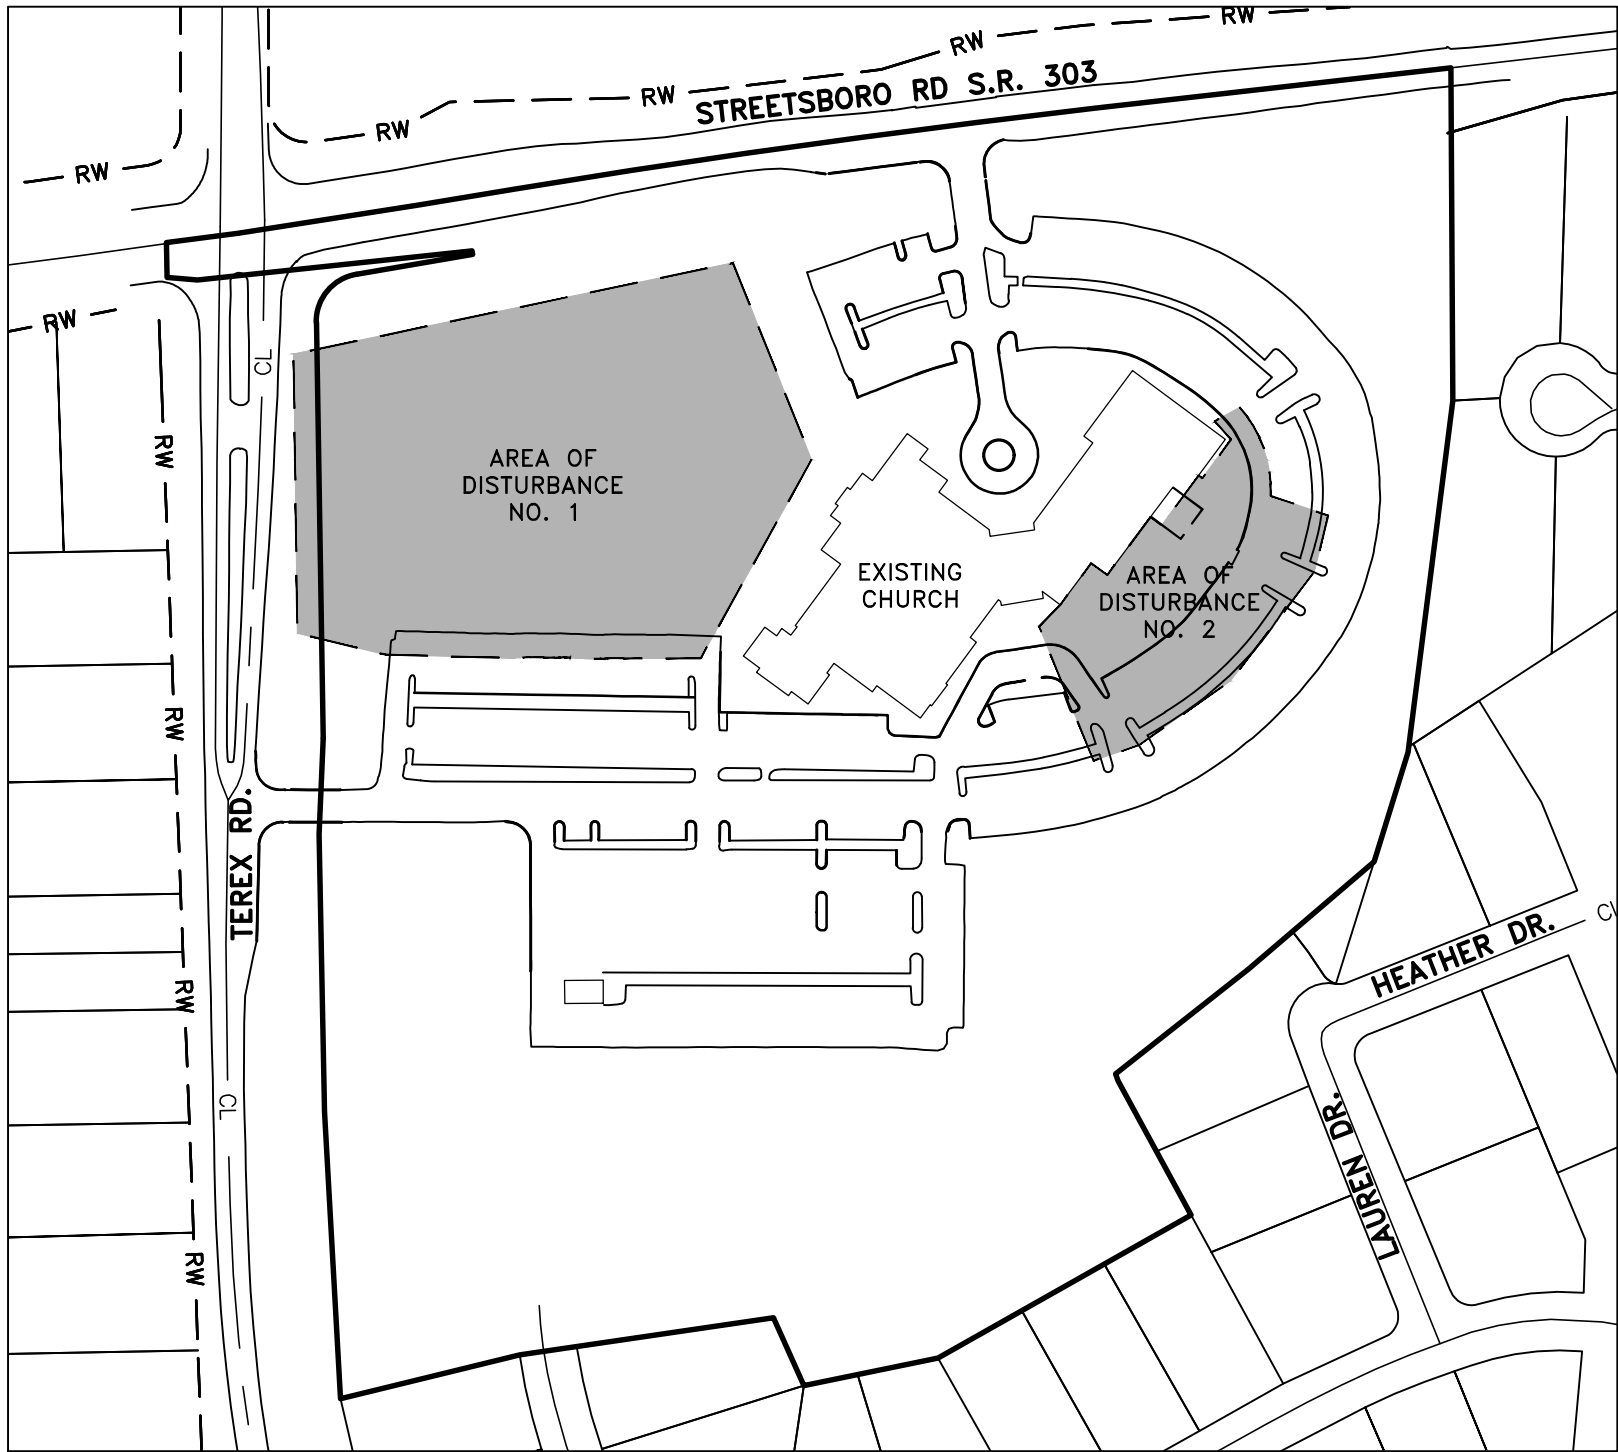 RW
RW
STREETSBORO RD S.R. 303
RW
RW
RW
RW
CL
RW
AREA OF
DISTURBANCE
NO. 1
EXISTING
CHURCH
AREA OF
DISTURBANCE
NO. 2
RW
TEREX RD.
HEATHER DR.
CL
RW
CL
LAUREN DR.
RW